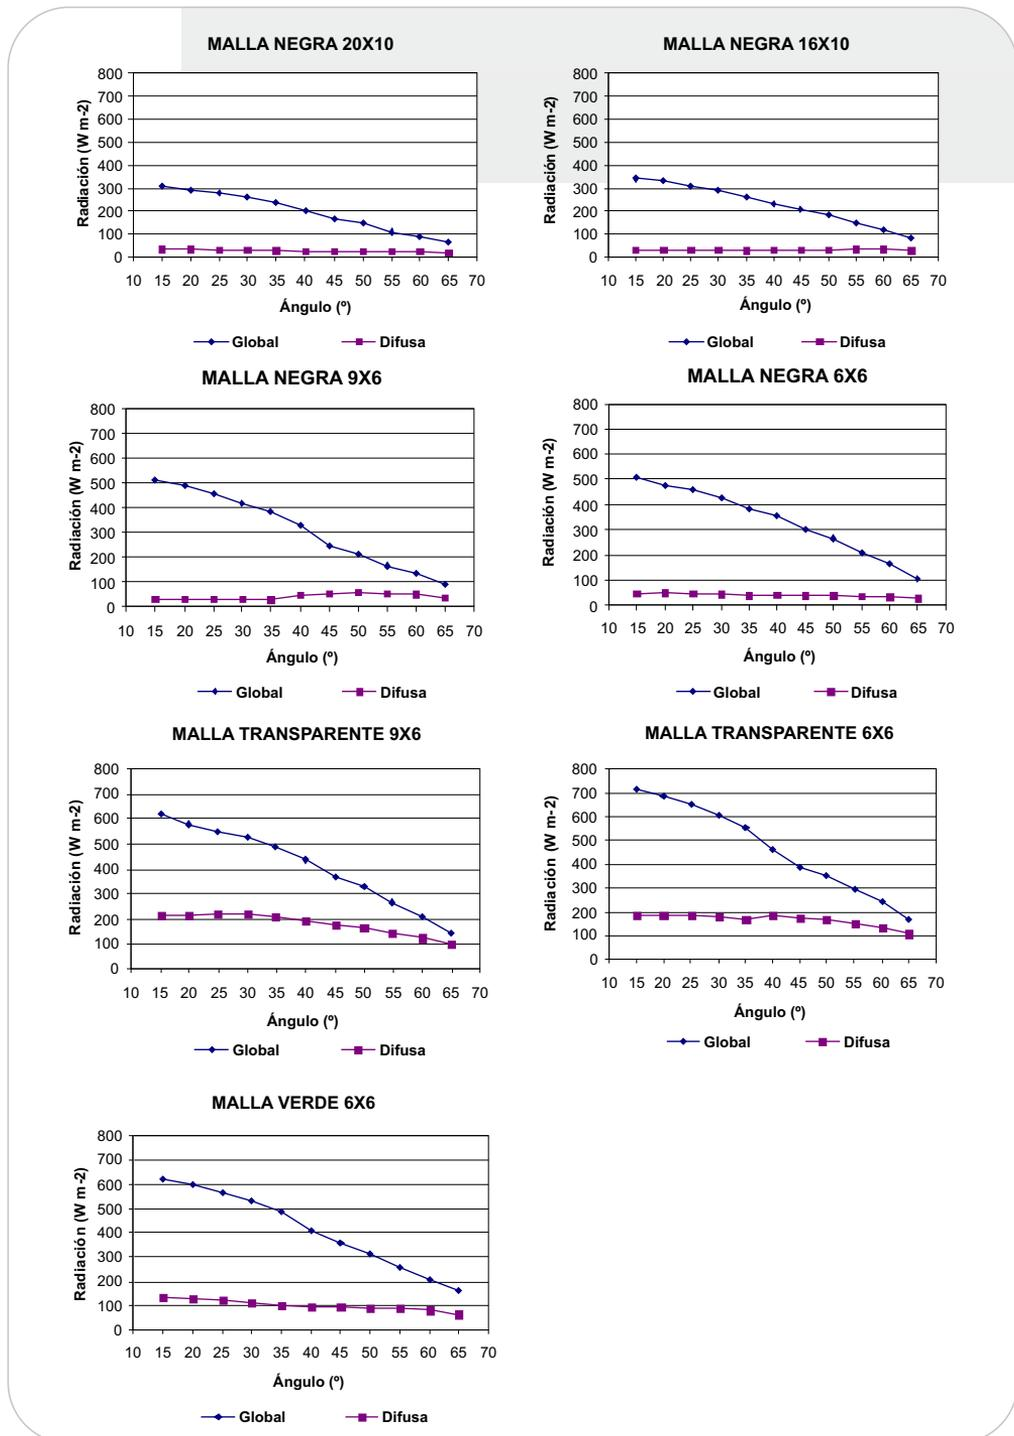 MALLA NEGRA 20X10
800
700
600
500
400
300
200
100
0
Radiación (W m-2)
10 15 20 25 30 35 40 45 50 55 60 65 70
Ángulo (º)
Global Difusa
MALLA NEGRA 16X10
800
700
600
500
400
300
200
100
0
Radiación (W m-2)
10 15 20 25 30 35 40 45 50 55 60 65 70
Ángulo (º)
Global Difusa
MALLA NEGRA 9X6
800
700
600
500
400
300
200
100
0
Radiación (W m-2)
10 15 20 25 30 35 40 45 50 55 60 65 70
Ángulo (º)
Global Difusa
MALLA NEGRA 6X6
800
700
600
500
400
300
200
100
0
Radiación (W m-2)
10 15 20 25 30 35 40 45 50 55 60 65 70
Ángulo (º)
Global Difusa
MALLA TRANSPARENTE 9X6
800
700
600
500
400
300
200
100
0
Radiación (W m-2)
10 15 20 25 30 35 40 45 50 55 60 65 70
Ángulo (º)
Global Difusa
MALLA TRANSPARENTE 6X6
800
700
600
500
400
300
200
100
0
Radiación (W m-2)
10 15 20 25 30 35 40 45 50 55 60 65 70
Ángulo (º)
Global Difusa
MALLA VERDE 6X6
800
700
600
500
400
300
200
100
0
Radiación (W m-2)
10 15 20 25 30 35 40 45 50 55 60 65 70
Ángulo (º)
Global Difusa